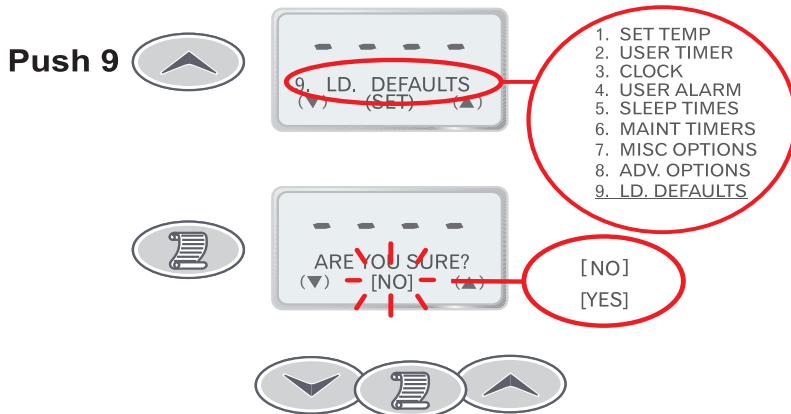 Push 9
- - - -
9. LD. DEFAULTS
(▼) (SET) (▲)
1. SET TEMP
2. USER TIMER
3. CLOCK
4. USER ALARM
5. SLEEP TIMES
6. MAINT TIMERS
7. MISC OPTIONS
8. ADV. OPTIONS
9. LD. DEFAULTS
- - - -
ARE YOU SURE?
(▼) [NO] (▲)
[NO]
[YES]